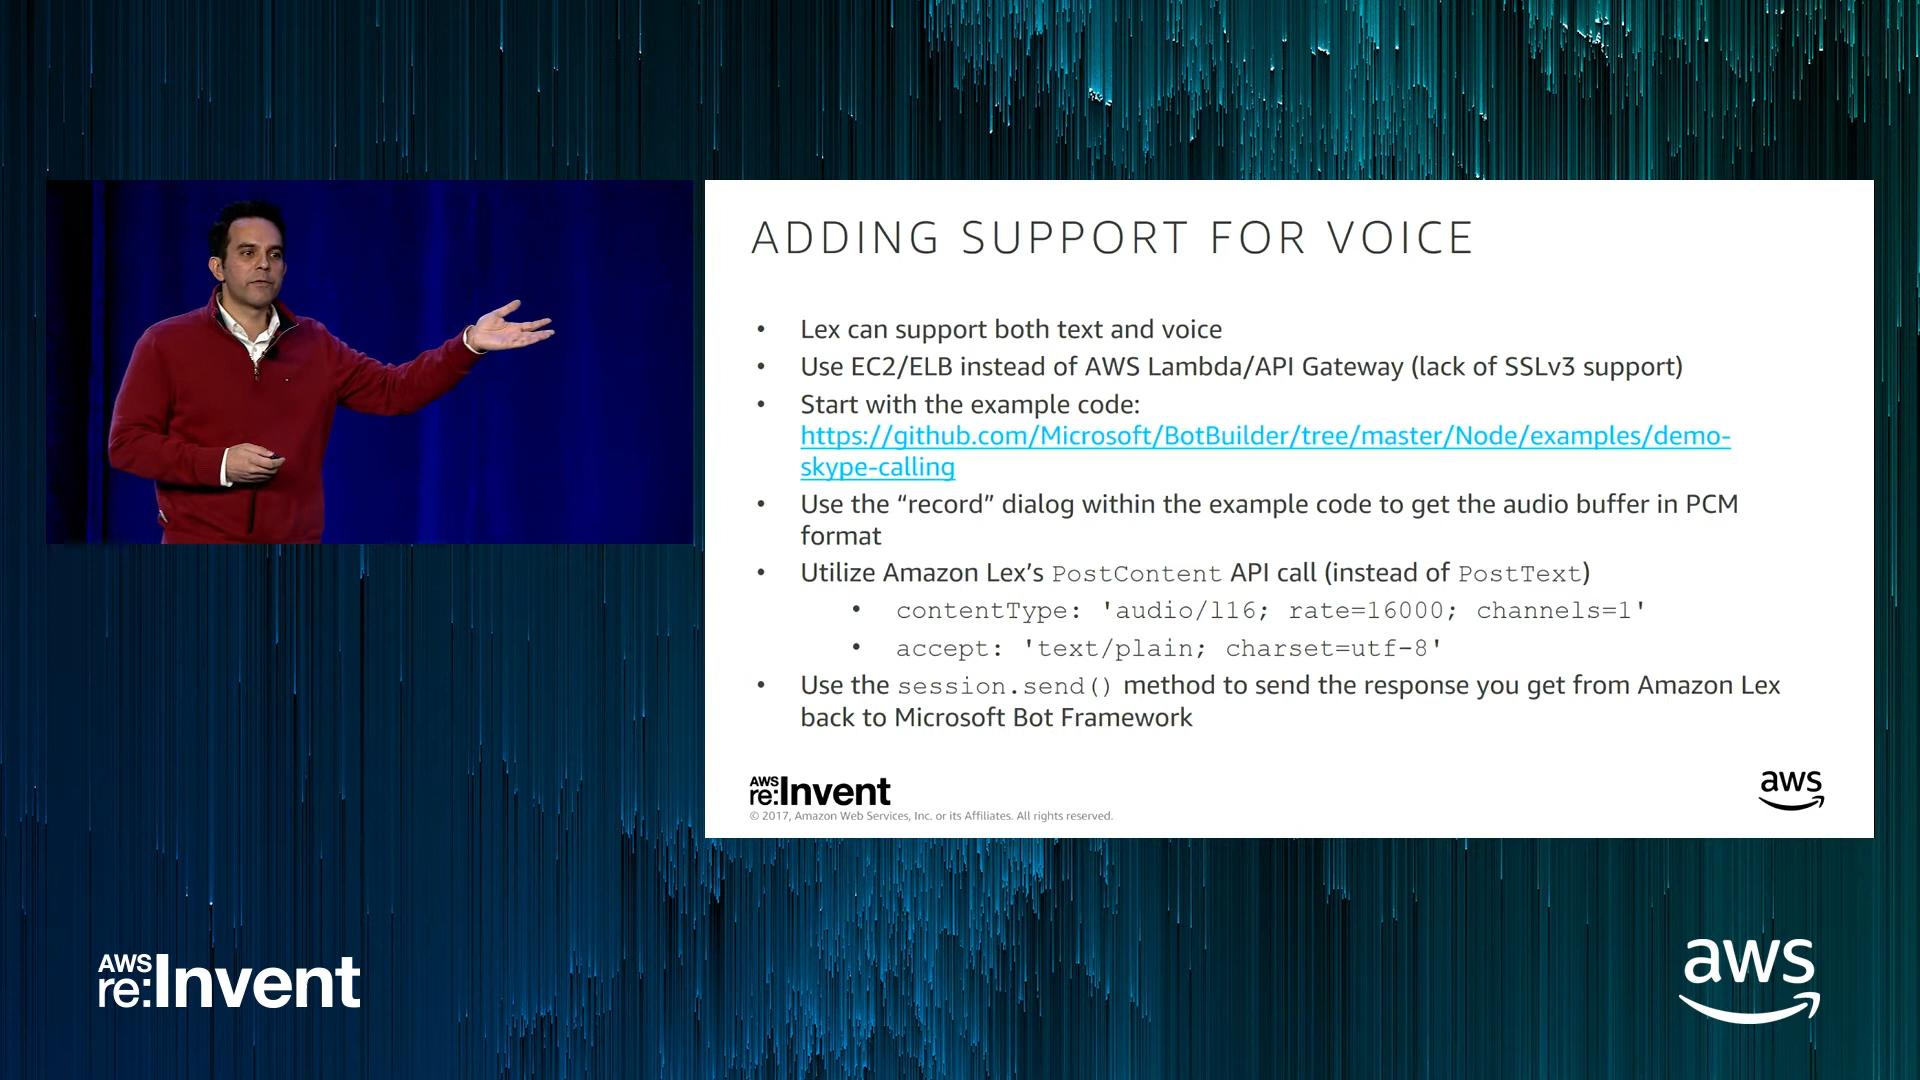 ADDING SUPPORT FOR VOICE
• Lex can support both text and voice
• Use EC2/ELB instead of AWS Lambda/API Gateway (lack of SSLv3 support)
• Start with the example code:
https://github.com/Microsoft/BotBuilder/tree/master/Node/examples/demo-
skype-calling
• Use the “record” dialog within the example code to get the audio buffer in PCM
format
• Utilize Amazon Lex’s PostContent API call (instead of PostText)
• contentType: 'audio/l16; rate=16000; channels=1'
• accept: 'text/plain; charset=utf-8'
• Use the session.send() method to send the response you get from Amazon Lex
back to Microsoft Bot Framework
AWS
re:Invent
© 2017, Amazon Web Services, Inc. or its Affiliates. All rights reserved.
aws
AWS
re:Invent
aws